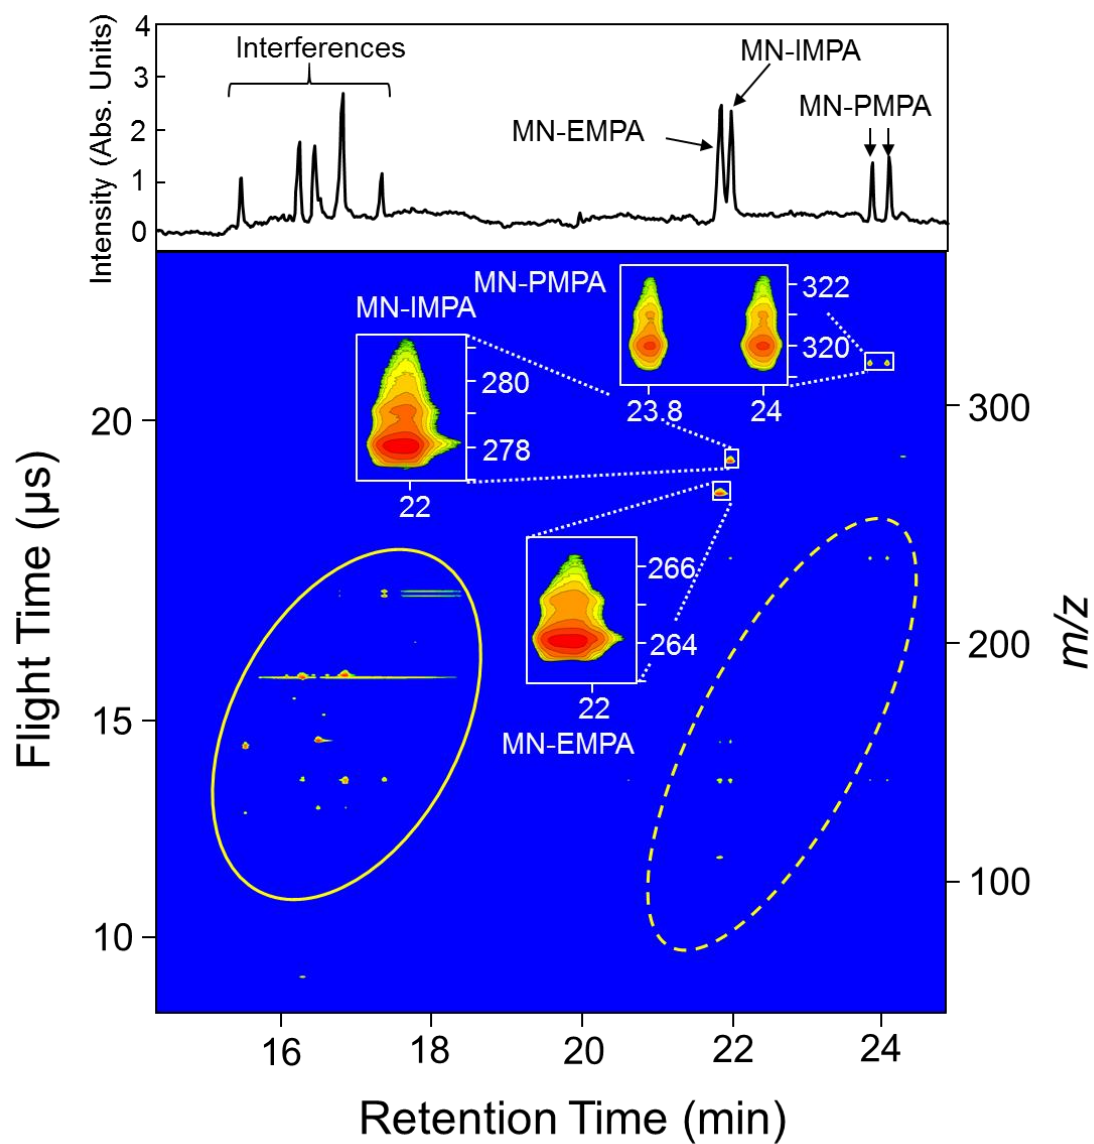 4
Interferences
MN-IMPA
3
MN-PMPA
2
MN-EMPA
1
0
Intensity (Abs. Units)
MN-PMPA
322
MN-IMPA
320
280
23.8
24
278
20
300
22
266
264
200
22
15
MN-EMPA
100
10
Flight Time (µs)
m/z
16
18
20
22
24
Retention Time (min)